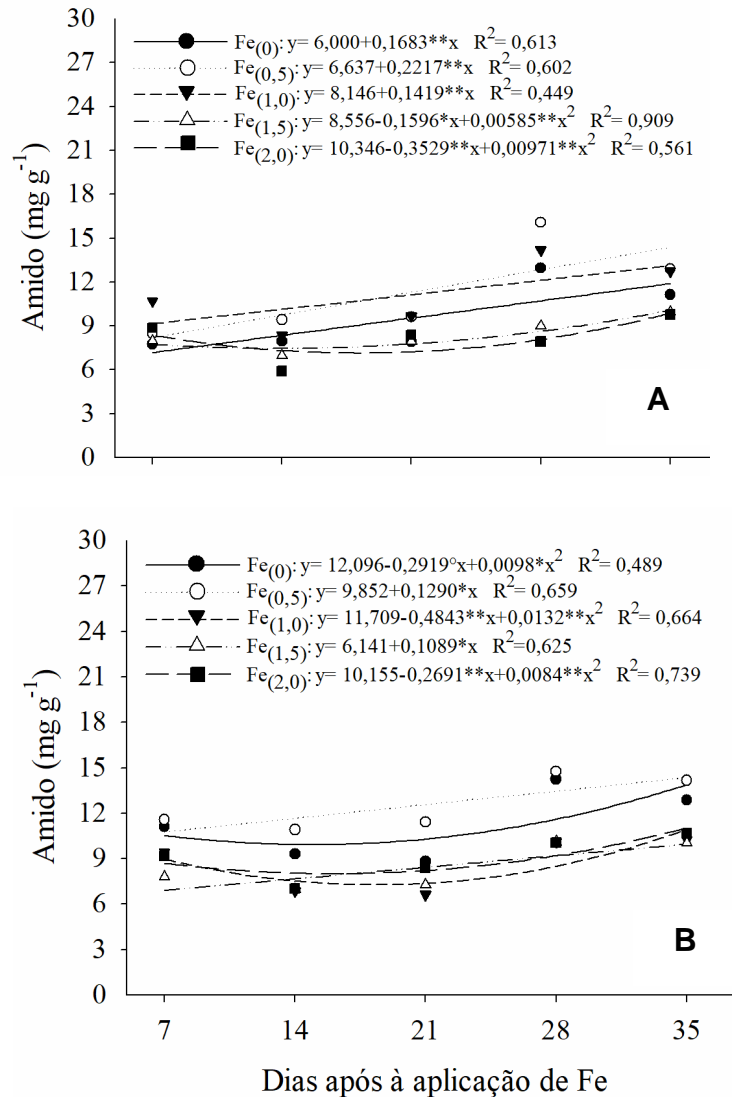 30
27
24
21
18
15
12
9
6
3
0
Amido (mg g-1)
Fe(0): y= 6,000+0,1683**x R2= 0,613
Fe(0,5): y= 6,637+0,2217**x R2= 0,602
Fe(1,0): y= 8,146+0,1419**x R2= 0,449
Fe(1,5): y= 8,556-0,1596*x+0,00585**x2 R2= 0,909
Fe(2,0): y= 10,346-0,3529**x+0,00971**x2 R2= 0,561
A
30
27
24
21
18
15
12
9
6
3
0
Amido (mg g-1)
Fe(0): y= 12,096-0,2919°x+0,0098*x2 R2= 0,489
Fe(0,5): y= 9,852+0,1290*x R2= 0,659
Fe(1,0): y= 11,709-0,4843**x+0,0132**x2 R2= 0,664
Fe(1,5): y= 6,141+0,1089*x R2=0,625
Fe(2,0): y= 10,155-0,2691**x+0,0084**x2 R2= 0,739
B
7 14 21 28 35
Dias após à aplicação de Fe